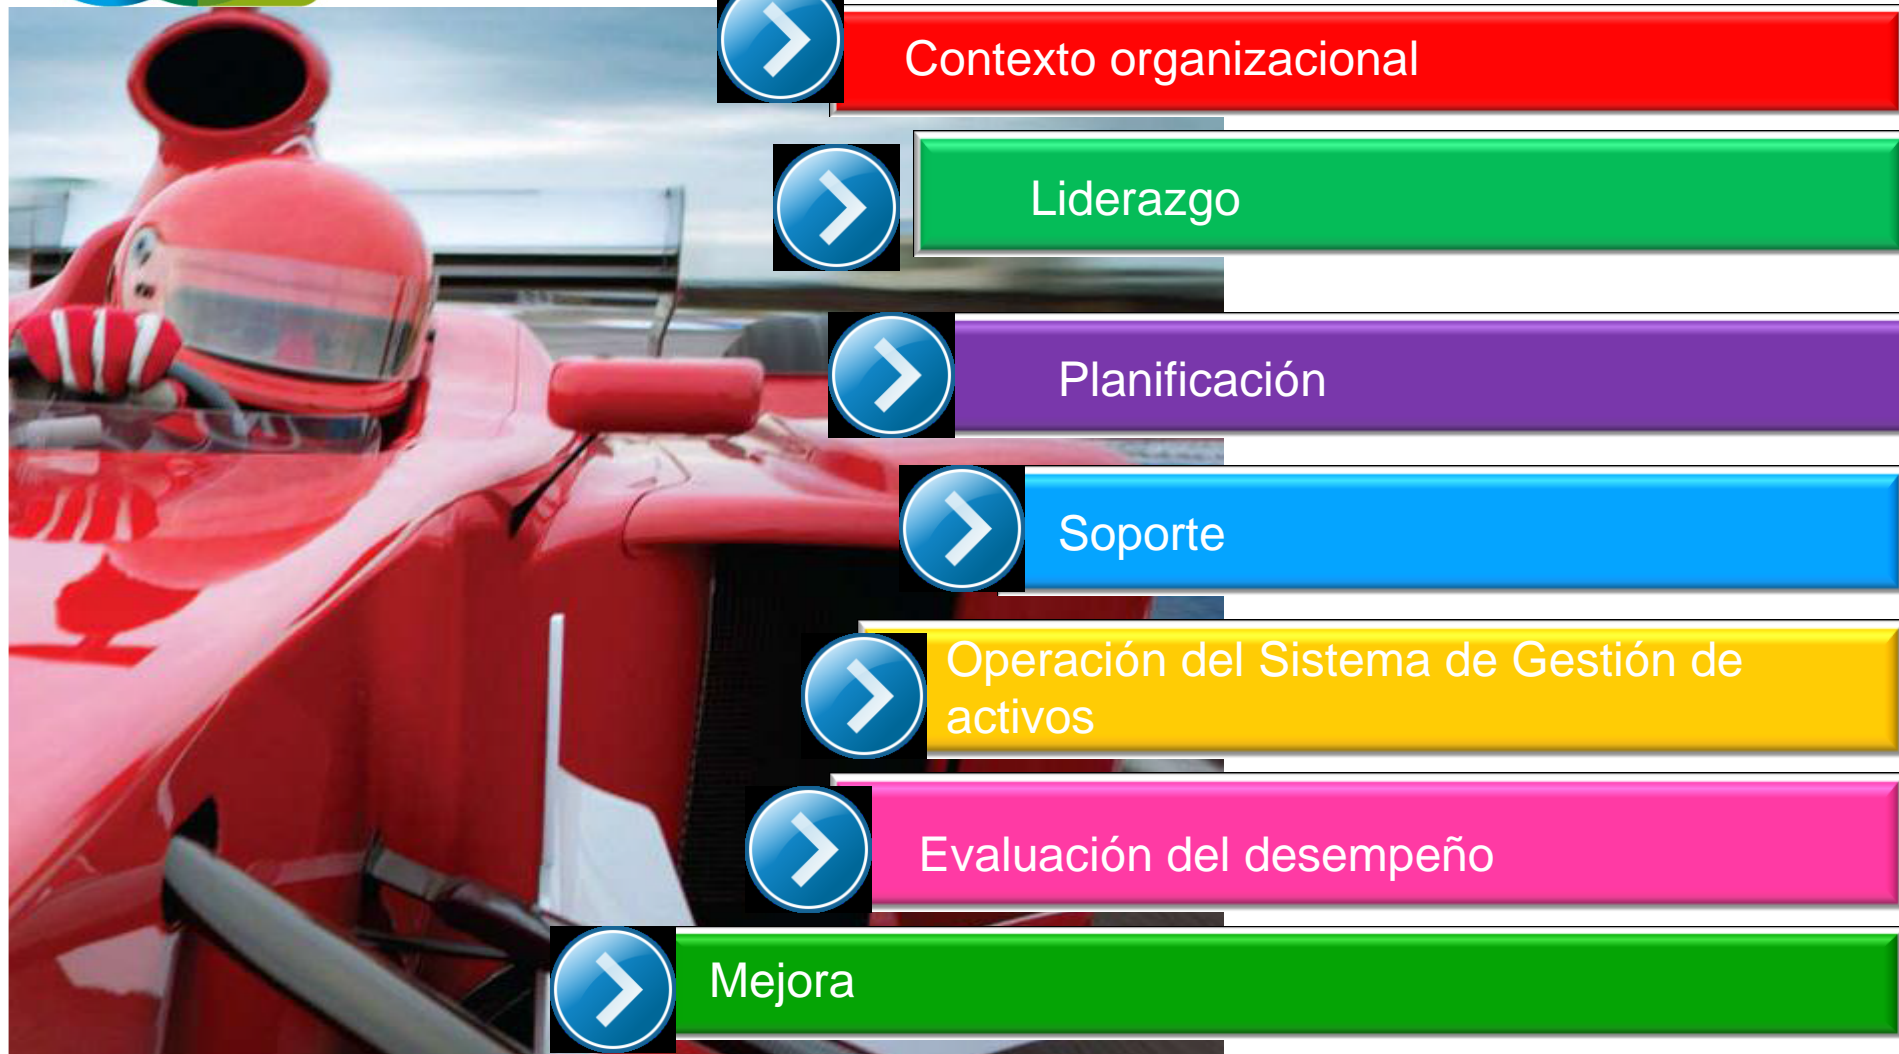 Contexto organizacional
Liderazgo
Planificación
Soporte
Operación del Sistema de Gestión de
activos
Evaluación del desempeño
Mejora